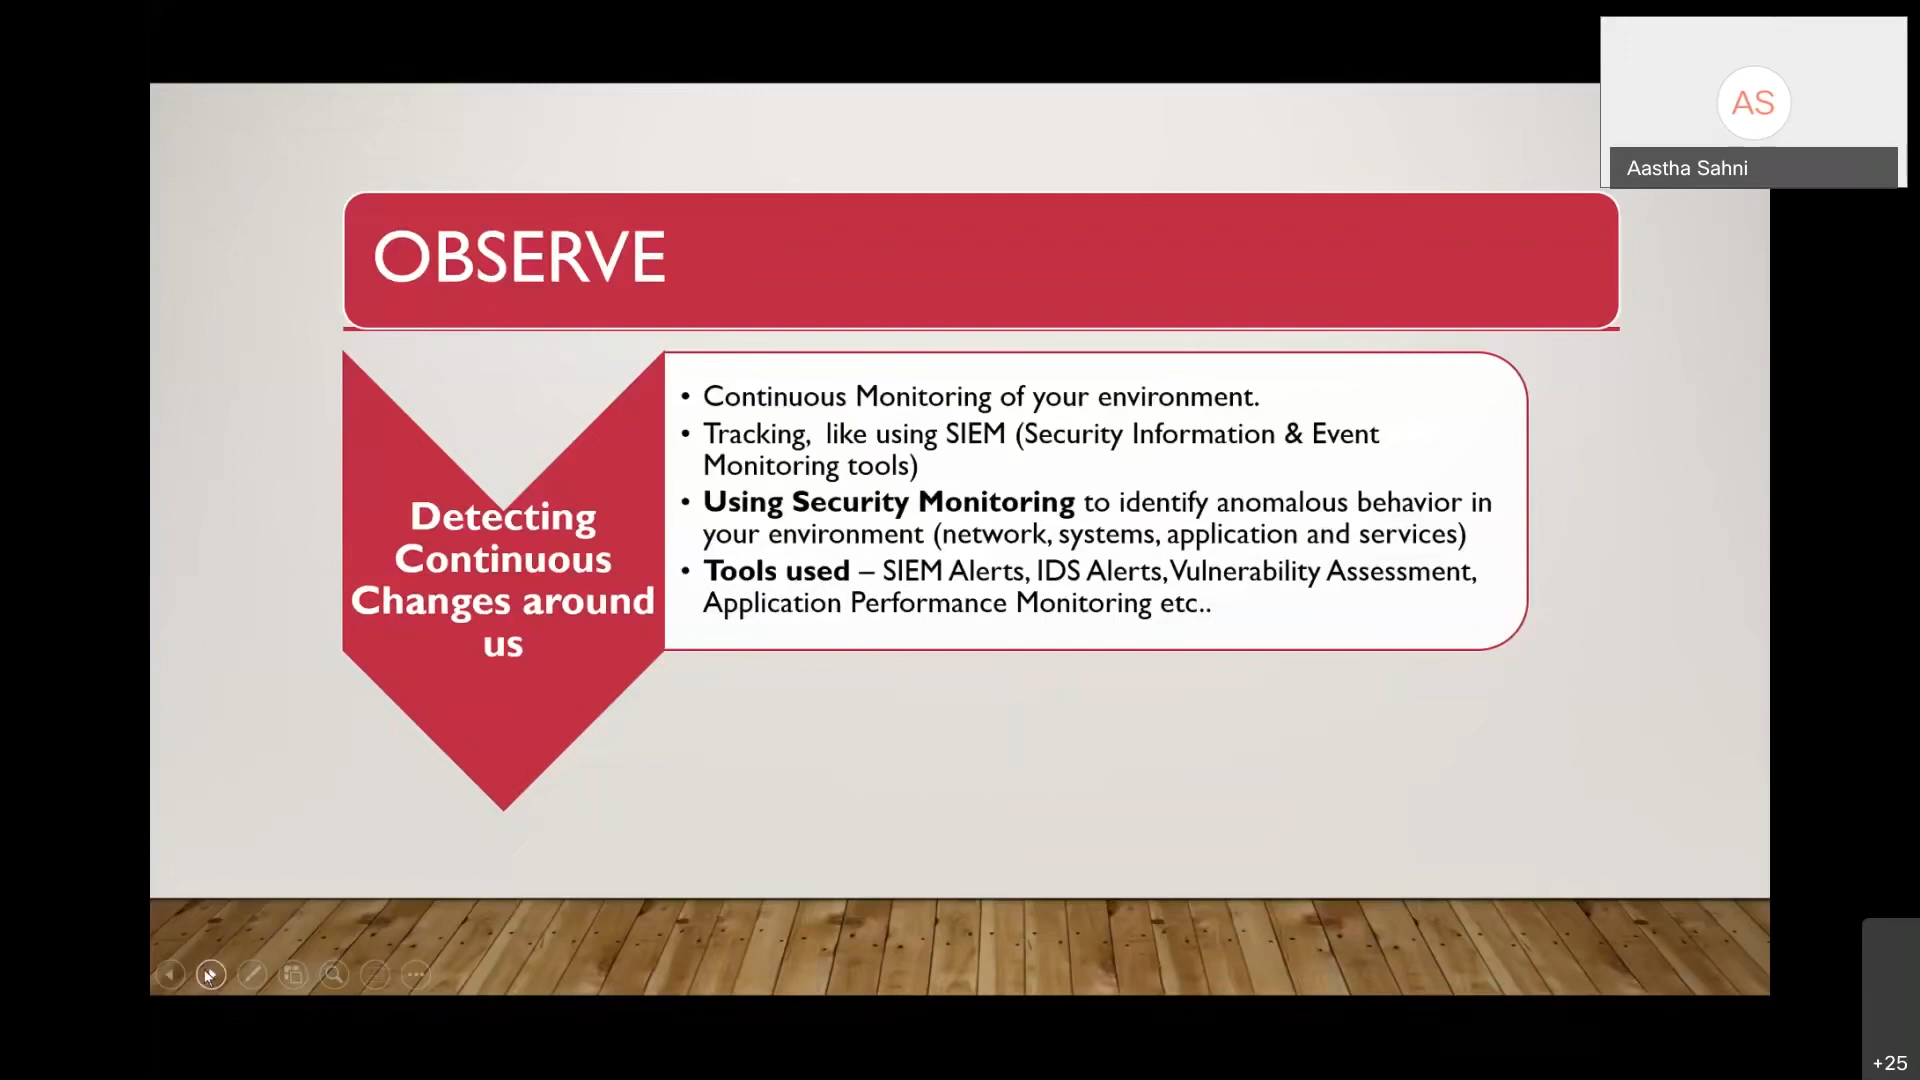 AS
Aastha Sahni
OBSERVE
Detecting
Continuous
Changes around
us
• Continuous Monitoring of your environment.
• Tracking,  like using SIEM (Security Information & Event
Monitoring tools)
• Using Security Monitoring to identify anomalous behavior in
your environment (network, systems, application and services)
• Tools used – SIEM Alerts, IDS Alerts, Vulnerability Assessment,
Application Performance Monitoring etc..
+25